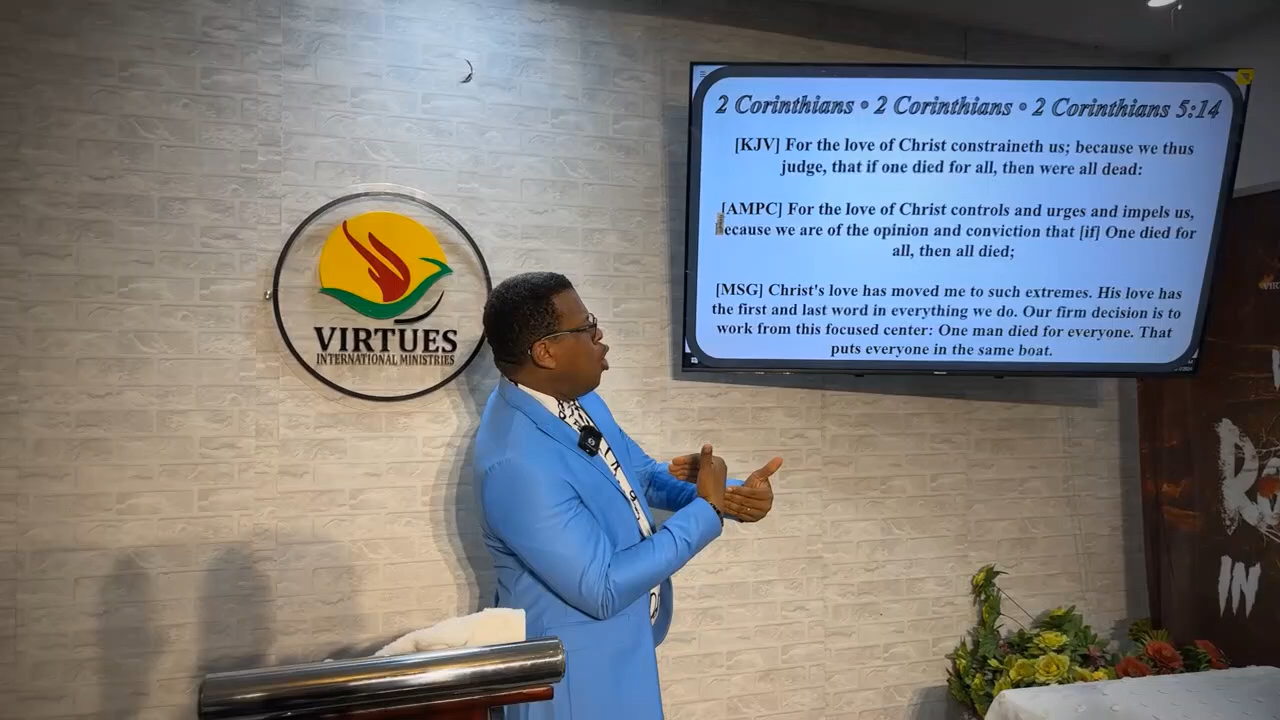 2 Corinthians • 2 Corinthians • 2 Corinthians 5:14
[KJV] For the love of Christ constraineth us; because we thus
judge, that if one died for all, then were all dead:
[AMPC] For the love of Christ controls and urges and impels us,
ecause we are of the opinion and conviction that [if] One died for
all, then all died;
[MSG] Christ's love has moved me to such extremes. His love has
the first and last word in everything we do. Our firm decision is to
work from this focused center: One man died for everyone. That
puts everyone in the same boat.
VIRTUES
INTERNATIONAL MINISTRIES
IN